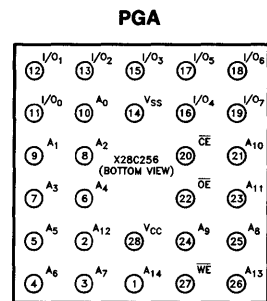 PGA
I/O1 I/O2 I/O3 I/O5 I/O6
12 13 15 17 18
I/O0 A0 VSS I/O4 I/O7
11 10 14 16 19
A1 A2 X28C256 CE A10
9 8 (BOTTOM VIEW) 20 21
A3 A4 OE A11
7 6 22 23
A5 A12 VCC A9 A8
5 2 28 24 25
A6 A7 A14 WE A13
4 3 1 27 26